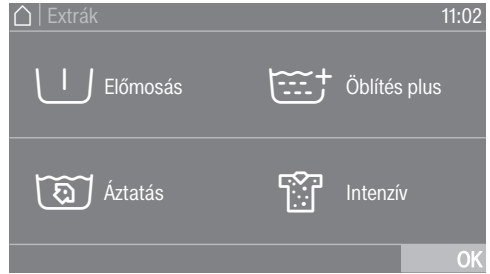 Extrák 11:02
Előmosás Öblítés plus
Áztatás Intenzív
OK